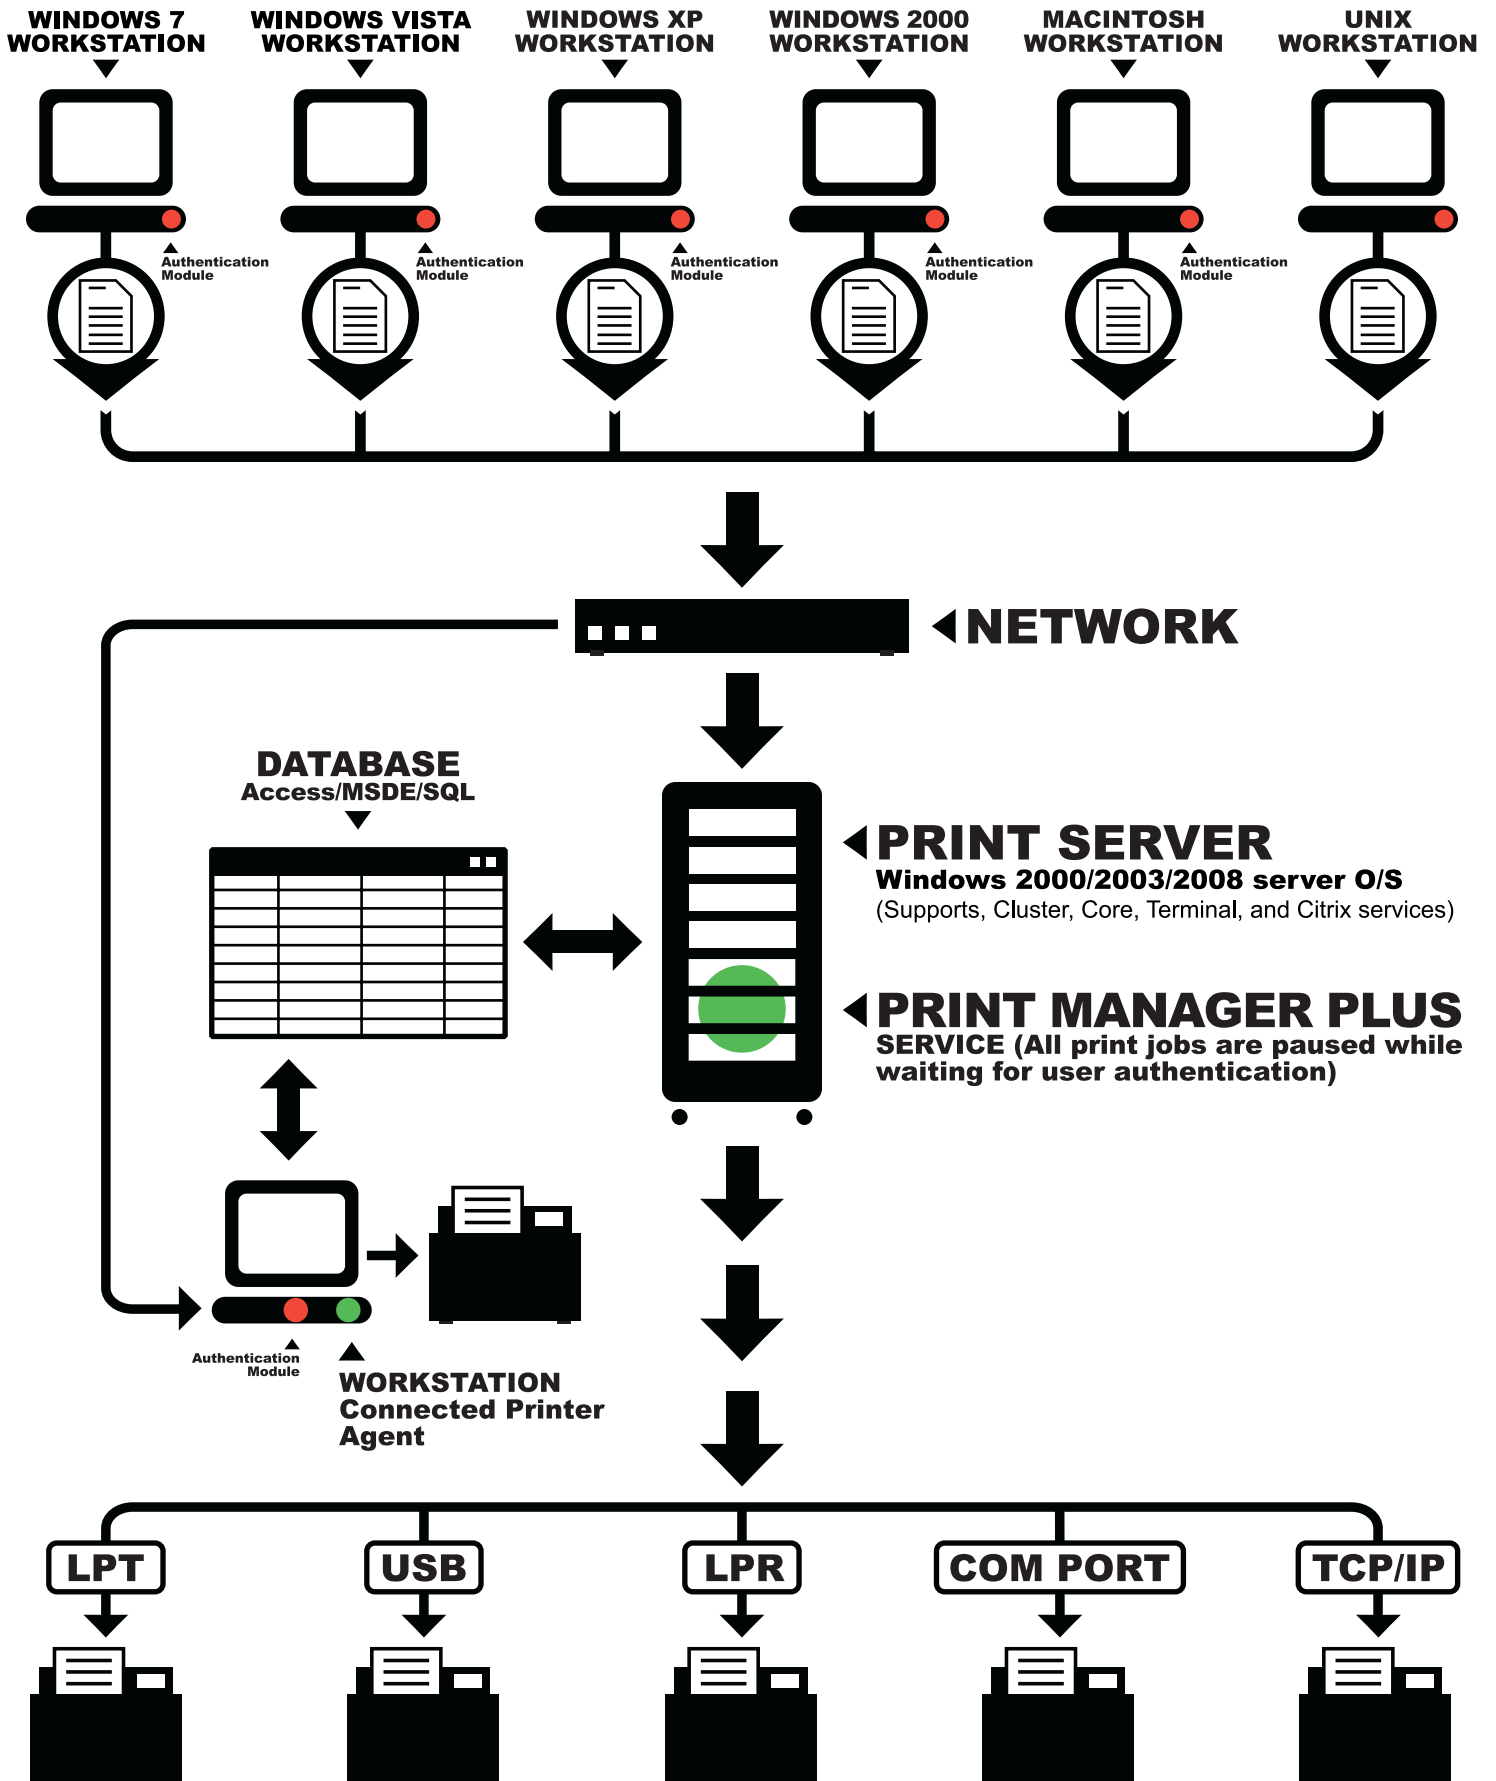 WINDOWS 7
WORKSTATION
WINDOWS VISTA
WORKSTATION
WINDOWS XP
WORKSTATION
WINDOWS 2000
WORKSTATION
MACINTOSH
WORKSTATION
UNIX
WORKSTATION
Authentication
Module
Authentication
Module
Authentication
Module
Authentication
Module
Authentication
Module
NETWORK
DATABASE
Access/MSDE/SQL
PRINT SERVER
Windows 2000/2003/2008 server O/S
(Supports, Cluster, Core, Terminal, and Citrix services)
PRINT MANAGER PLUS
SERVICE (All print jobs are paused while
waiting for user authentication)
Authentication
Module
WORKSTATION
Connected Printer
Agent
LPT
USB
LPR
COM PORT
TCP/IP